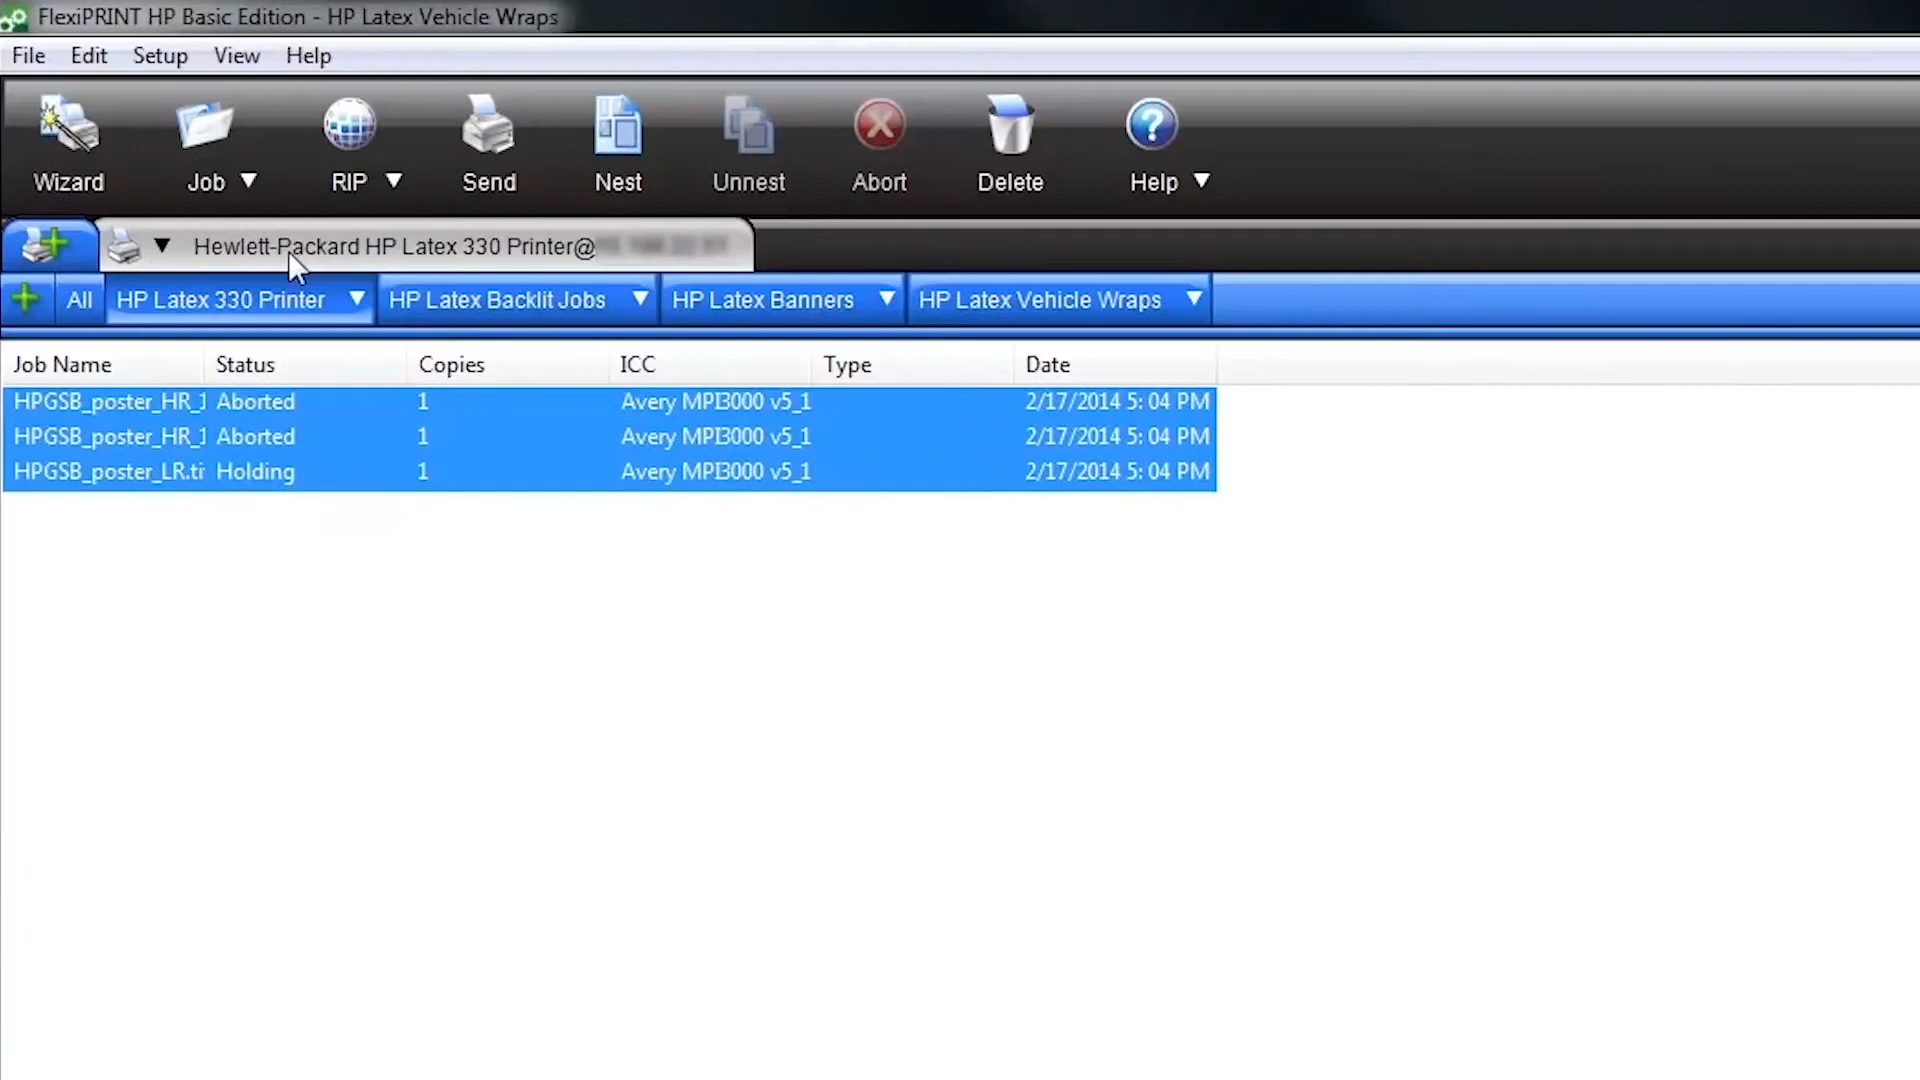 FlexiPRINT HP Basic Edition - HP Latex Vehicle Wraps
File Edit Setup View Help
Wizard Job RIP Send Nest Unnest Abort Delete Help
Hewlett-Packard HP Latex 330 Printer@
All HP Latex 330 Printer HP Latex Backlit Jobs HP Latex Banners HP Latex Vehicle Wraps
Job Name Status Copies ICC Type Date
HPGSB_poster_HR_1 Aborted 1 Avery MPI3000 v5_1 2/17/2014 5: 04 PM
HPGSB_poster_HR_1 Aborted 1 Avery MPI3000 v5_1 2/17/2014 5: 04 PM
HPGSB_poster_LR.ti Holding 1 Avery MPI3000 v5_1 2/17/2014 5: 04 PM